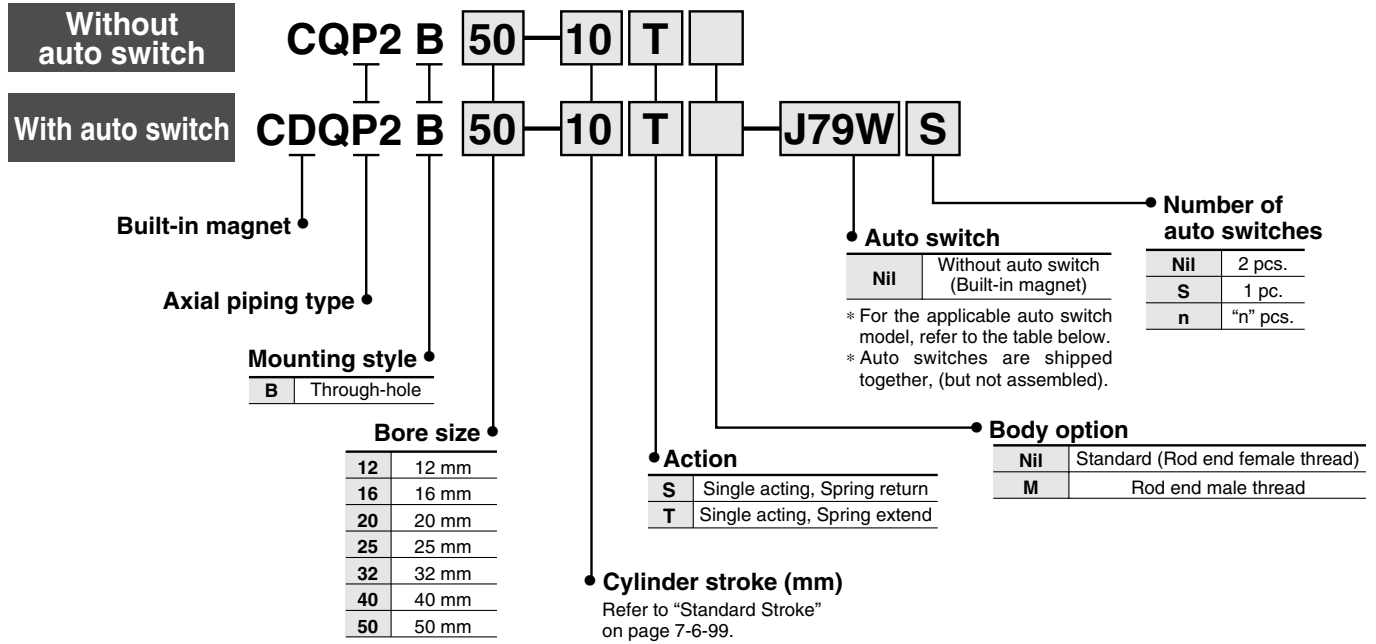 Without
auto switch
CQP2 B 50-10 T
With auto switch
CDQP2 B 50-10 T -J79W S
Built-in magnet
Axial piping type
Mounting style
B Through-hole
Bore size
12 12 mm
16 16 mm
20 20 mm
25 25 mm
32 32 mm
40 40 mm
50 50 mm
Cylinder stroke (mm)
Refer to “Standard Stroke”
on page 7-6-99.
Action
S Single acting, Spring return
T Single acting, Spring extend
Body option
Nil Standard (Rod end female thread)
M Rod end male thread
Auto switch
Nil Without auto switch
(Built-in magnet)
* For the applicable auto switch
model, refer to the table below.
* Auto switches are shipped
together, (but not assembled).
Number of
auto switches
Nil 2 pcs.
S 1 pc.
n “n” pcs.